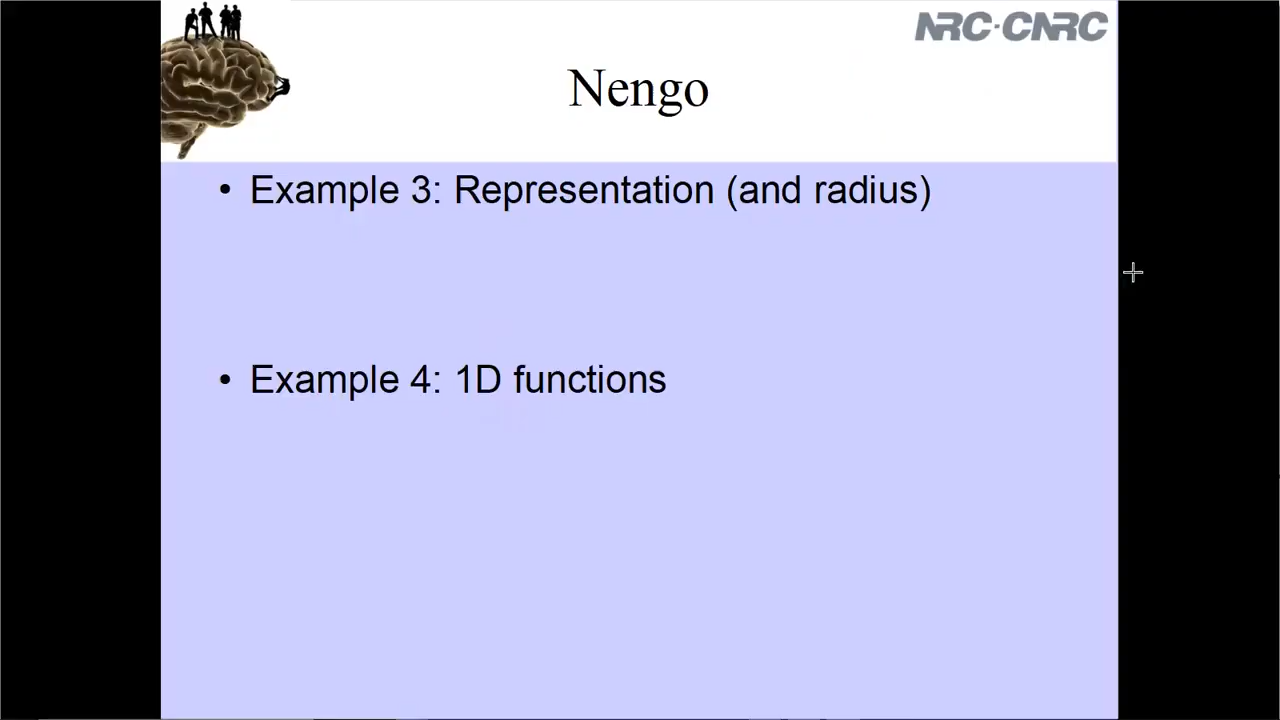 NRC·CNRC
Nengo
• Example 3: Representation (and radius)
• Example 4: 1D functions